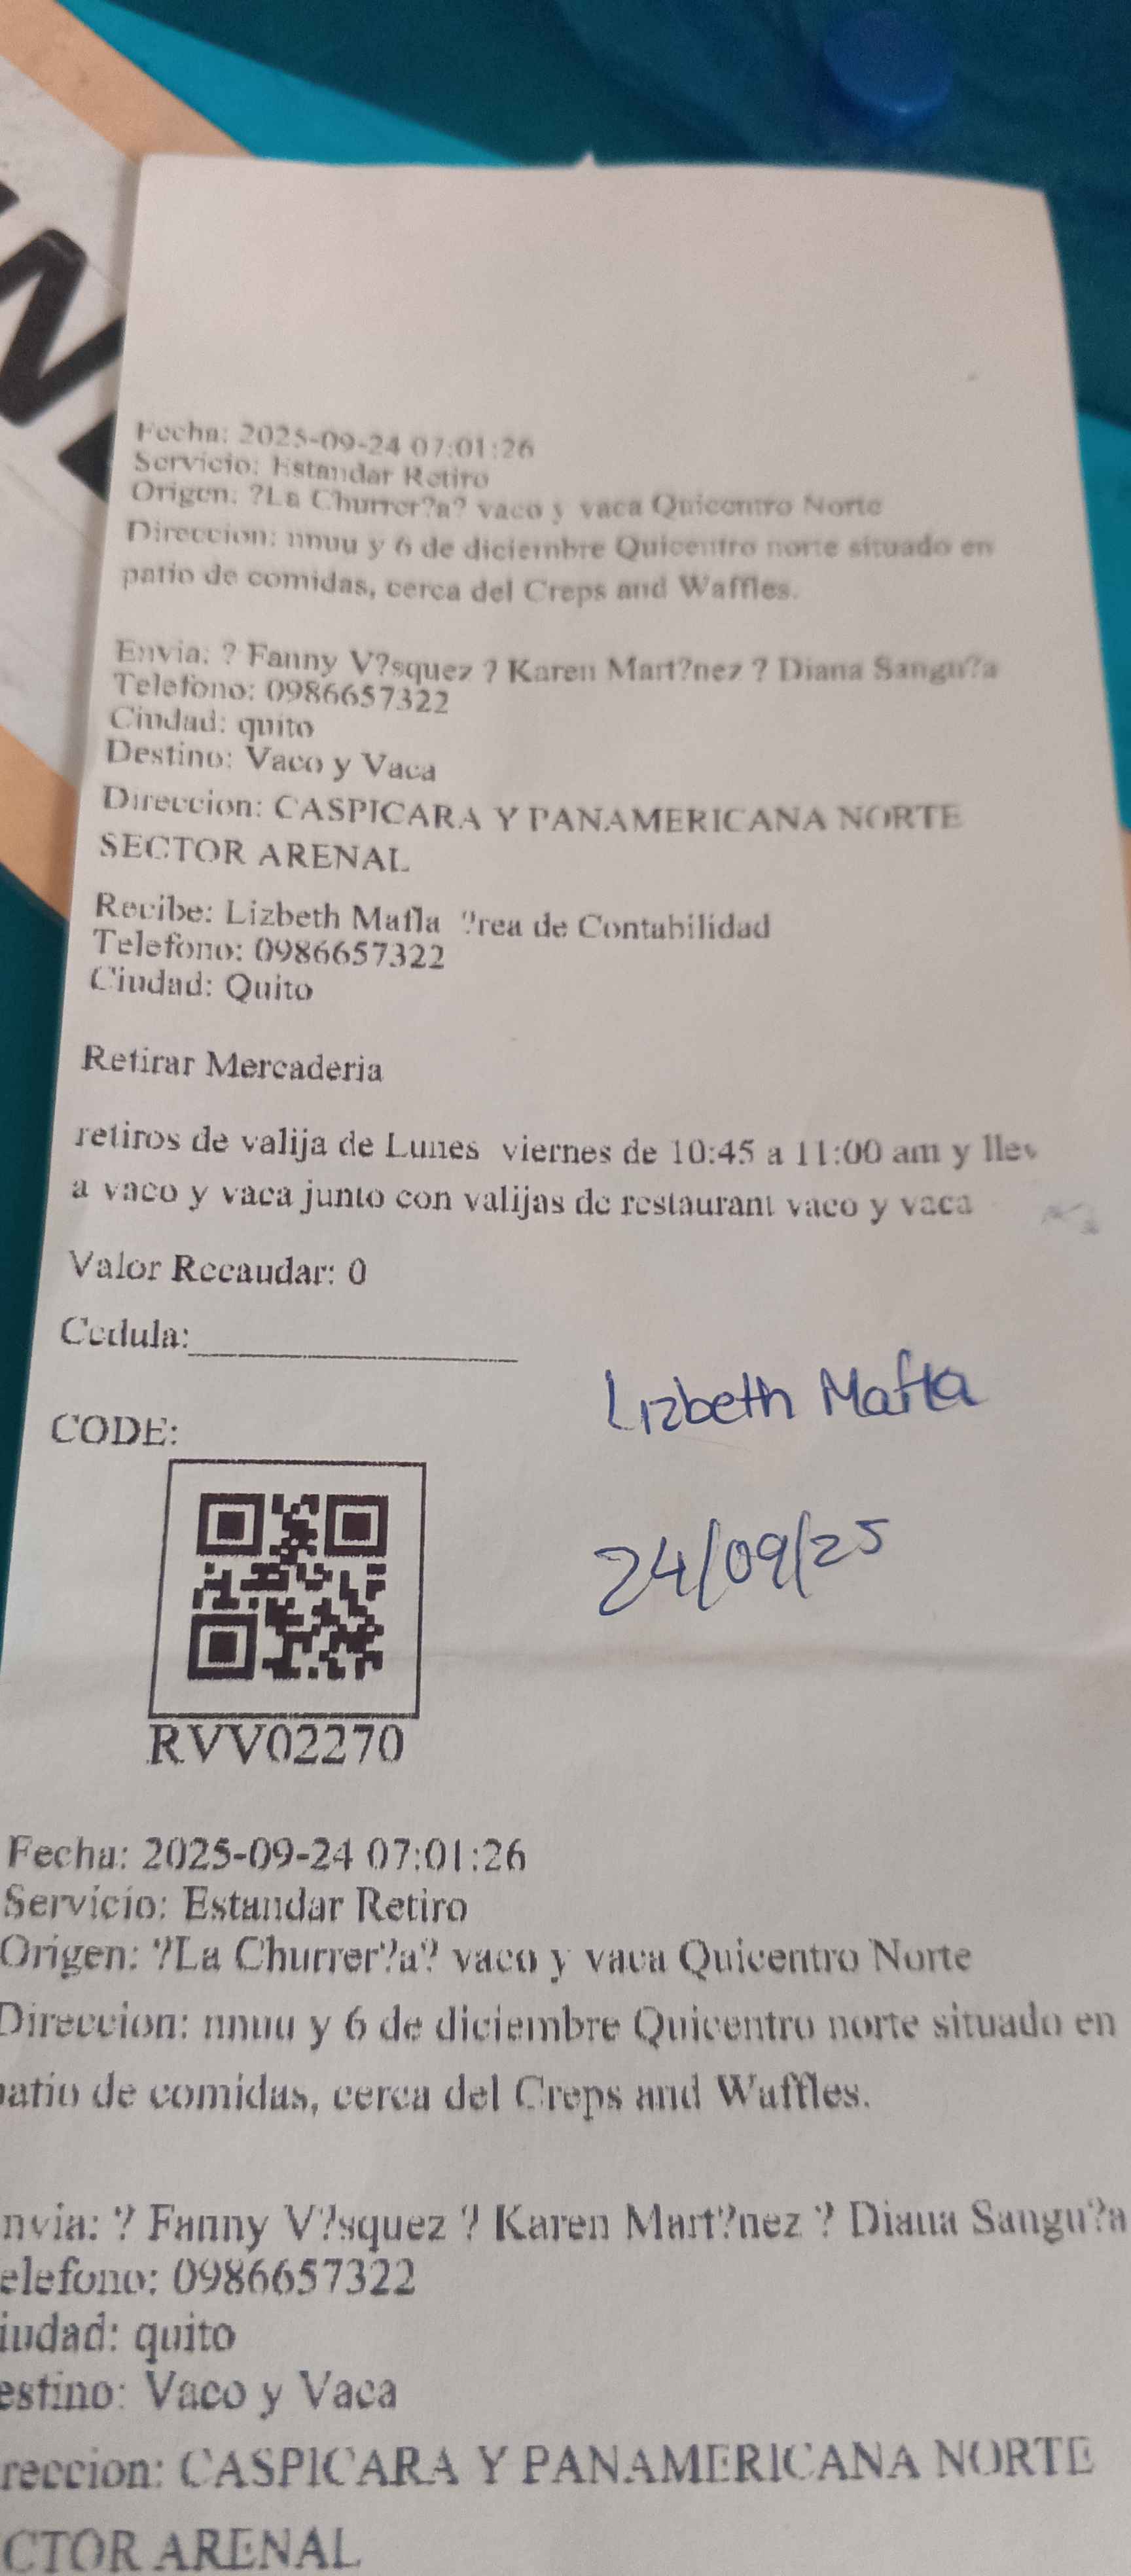 Fecha: 2025-09-24 07:01:26
Servicio: Estandar Retiro
Origen: ?La Churrer?a? vaco y vaca Quicentro Norte
Direccion: nnuu y 6 de diciembre Quicentro norte situado en
patio de comidas, cerca del Creps and Waffles.
Envia: ? Fanny V?squez ? Karen Mart?nez ? Diana Sangu?a
Telefono: 0986657322
Ciudad: quito
Destino: Vaco y Vaca
Direccion: CASPICARA Y PANAMERICANA NORTE
SECTOR ARENAL
Recibe: Lizbeth Mafla ?rea de Contabilidad
Telefono: 0986657322
Ciudad: Quito
Retirar Mercaderia
retiros de valija de Lunes viernes de 10:45 a 11:00 am y llev
a vaco y vaca junto con valijas de restaurant vaco y vaca
Valor Recaudar: 0
Cedula:
Lizbeth Mafla
CODE:
24/09/25
RVV02270
Fecha: 2025-09-24 07:01:26
Servicio: Estandar Retiro
Origen: ?La Churrer?a? vaco y vaca Quicentro Norte
Direccion: nnuu y 6 de diciembre Quicentro norte situado en
patio de comidas, cerca del Creps and Waffles.
nvia: ? Fanny V?squez ? Karen Mart?nez ? Diana Sangu?a
elefono: 0986657322
iudad: quito
estino: Vaco y Vaca
reccion: CASPICARA Y PANAMERICANA NORTE
CTOR ARENAL